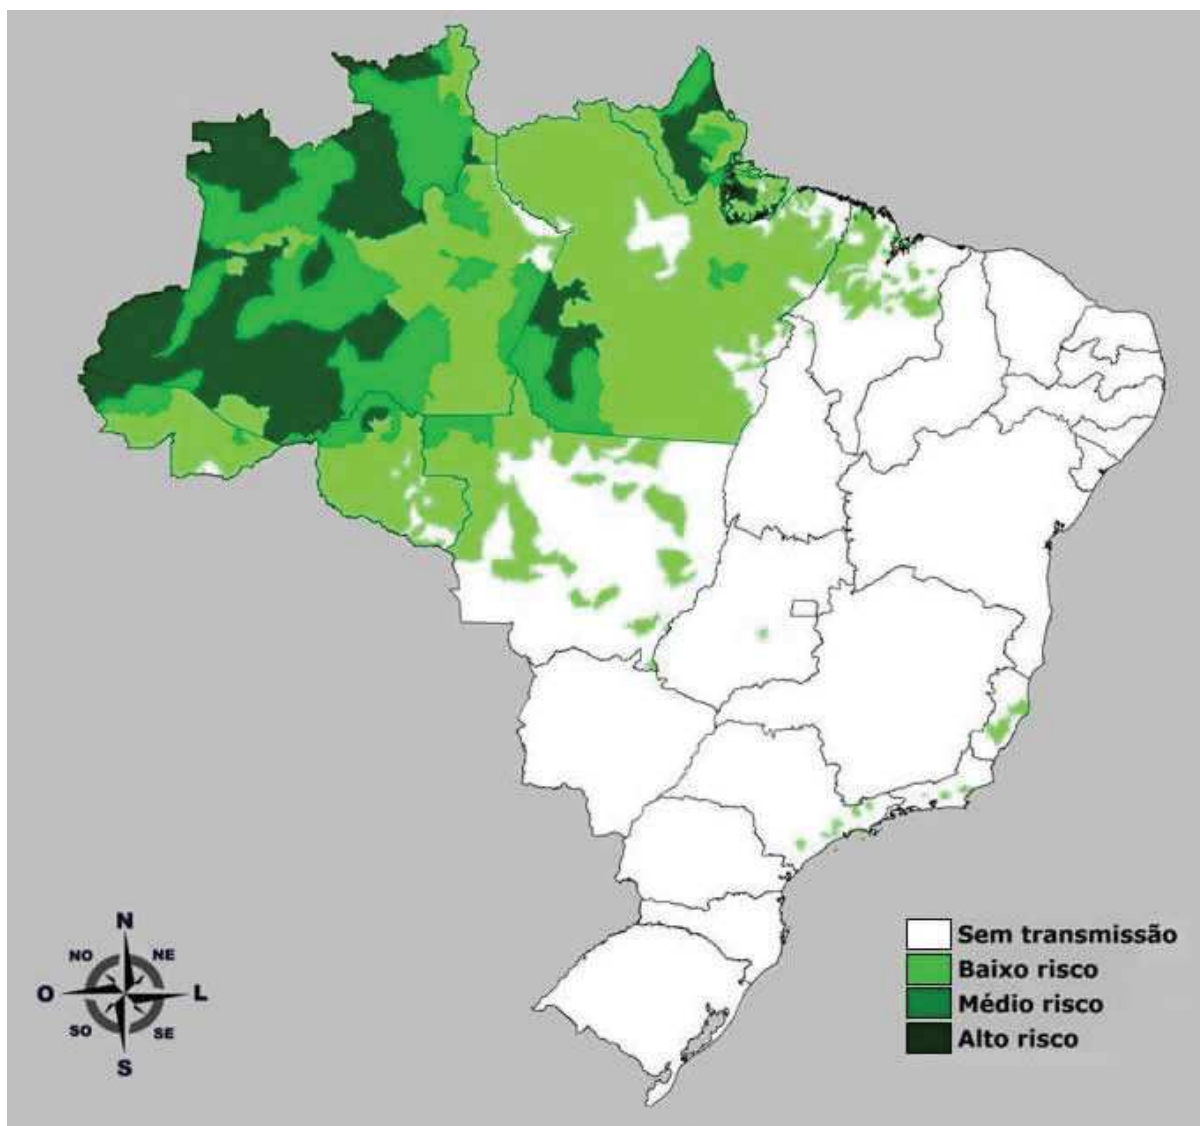 N
NO NE
O L
SO SE
S
Sem transmissão
Baixo risco
Médio risco
Alto risco